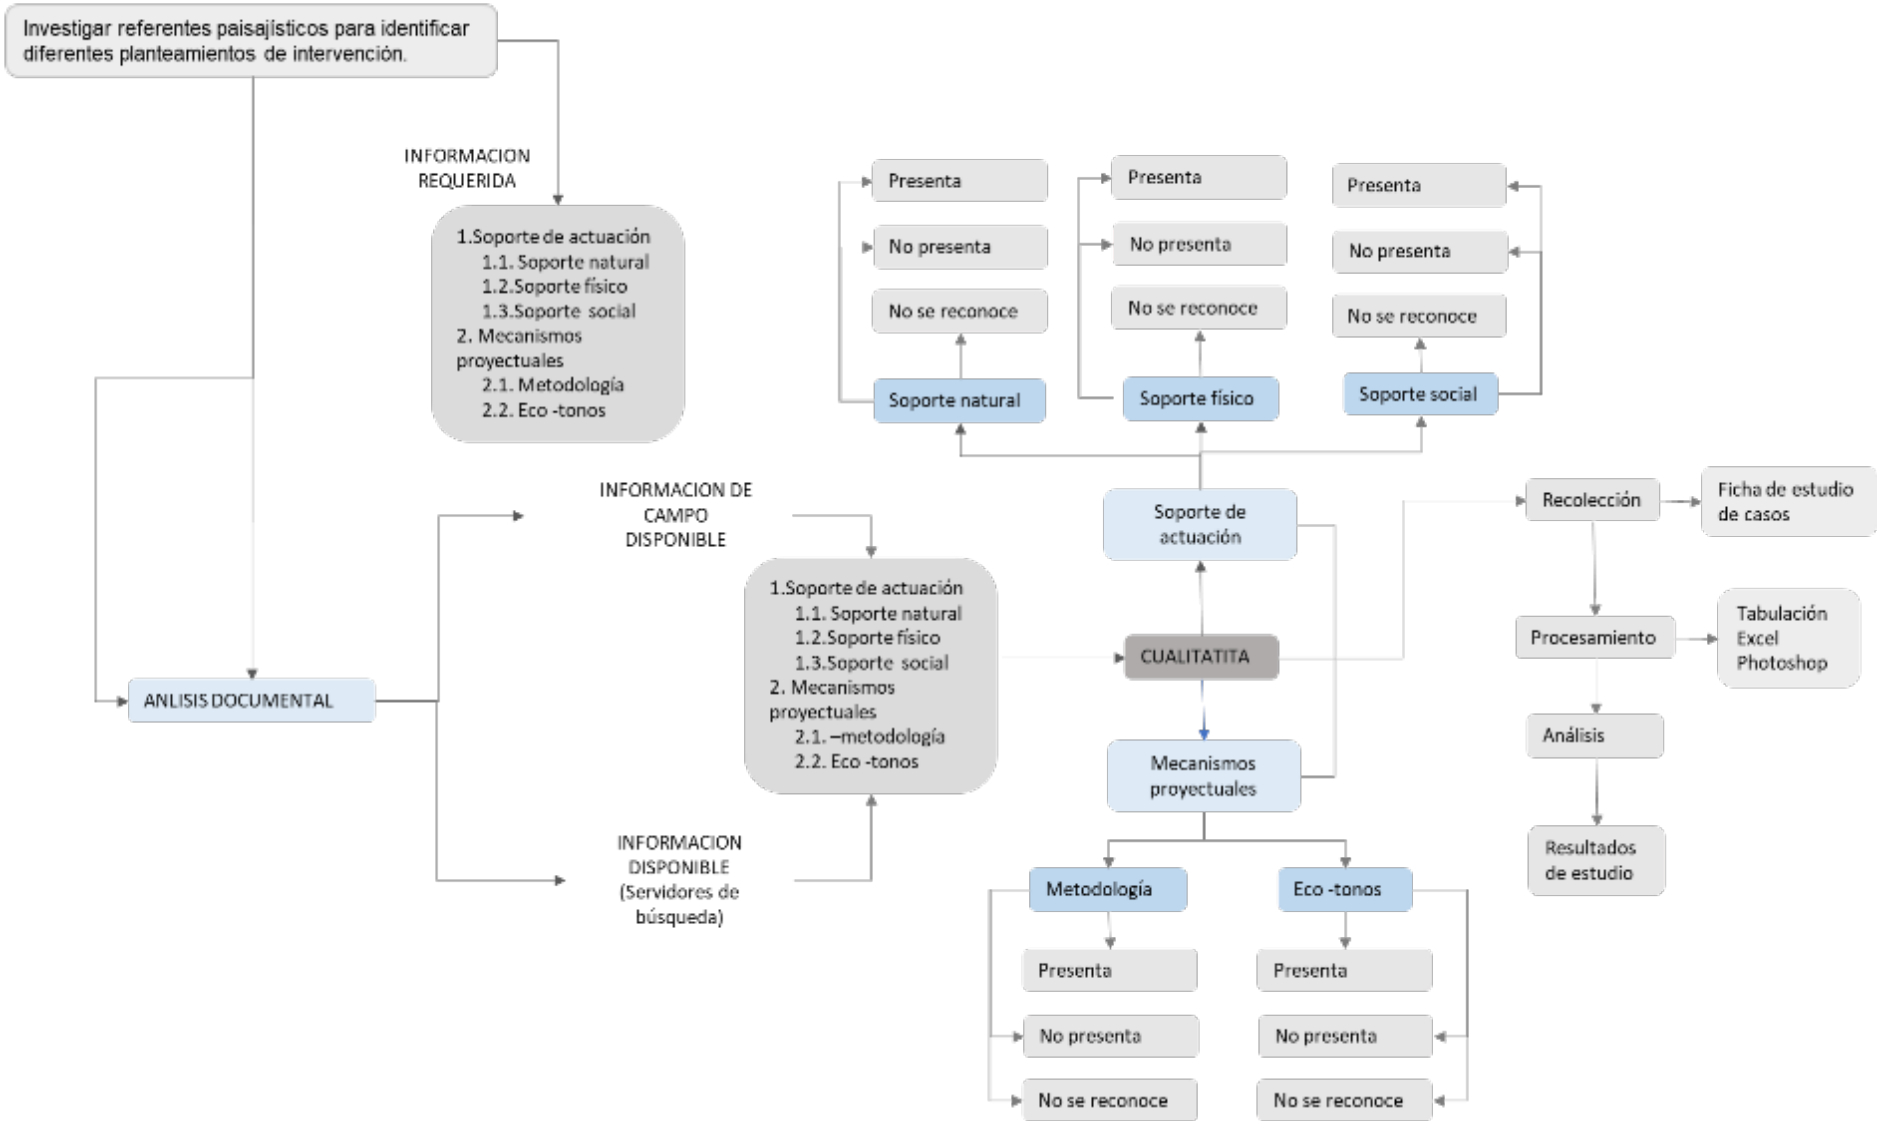 Investigar referentes paisajísticos para identificar
diferentes planteamientos de intervención.
INFORMACION
REQUERIDA
1.Soporte de actuación
1.1. Soporte natural
1.2.Soporte físico
1.3.Soporte social
2. Mecanismos
proyectuales
2.1. Metodología
2.2. Eco -tonos
ANLISIS DOCUMENTAL
INFORMACION DE
CAMPO
DISPONIBLE
INFORMACION
DISPONIBLE
(Servidores de
búsqueda)
1.Soporte de actuación
1.1. Soporte natural
1.2.Soporte físico
1.3.Soporte social
2. Mecanismos
proyectuales
2.1. –metodología
2.2. Eco -tonos
CUALITATITA
Soporte de
actuación
Soporte natural
Presenta
No presenta
No se reconoce
Soporte físico
Presenta
No presenta
No se reconoce
Soporte social
Presenta
No presenta
No se reconoce
Mecanismos
proyectuales
Metodología
Presenta
No presenta
No se reconoce
Eco -tonos
Presenta
No presenta
No se reconoce
Recolección
Ficha de estudio
de casos
Procesamiento
Tabulación
Excel
Photoshop
Análisis
Resultados
de estudio